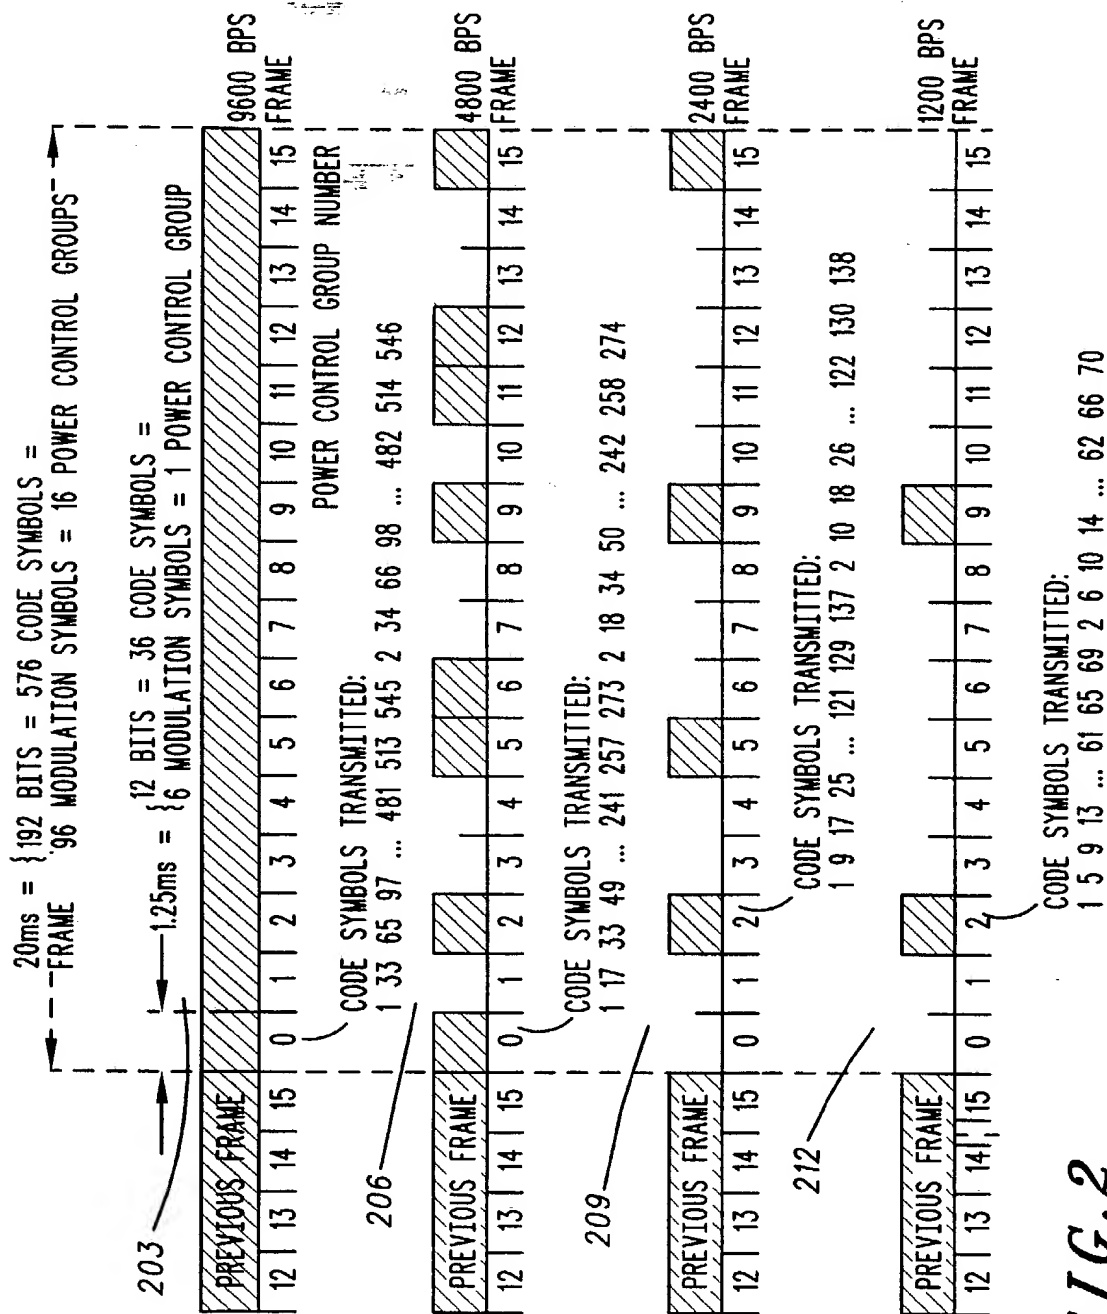 20ms = {192 BITS = 576 CODE SYMBOLS =
FRAME 96 MODULATION SYMBOLS = 16 POWER CONTROL GROUPS
1.25ms = {12 BITS = 36 CODE SYMBOLS =
6 MODULATION SYMBOLS = 1 POWER CONTROL GROUP
203
PREVIOUS FRAME
9600 BPS
FRAME
12 13 14 15 0 1 2 3 4 5 6 7 8 9 10 11 12 13 14 15
POWER CONTROL GROUP NUMBER
CODE SYMBOLS TRANSMITTED:
1 33 65 97 ... 481 513 545 2 34 66 98 ... 482 514 546
206
PREVIOUS FRAME
4800 BPS
FRAME
12 13 14 15 0 1 2 3 4 5 6 7 8 9 10 11 12 13 14 15
CODE SYMBOLS TRANSMITTED:
1 17 33 49 ... 241 257 273 2 18 34 50 ... 242 258 274
209
PREVIOUS FRAME
2400 BPS
FRAME
12 13 14 15 0 1 2 3 4 5 6 7 8 9 10 11 12 13 14 15
CODE SYMBOLS TRANSMITTED:
1 9 17 25 ... 121 129 137 2 10 18 26 ... 122 130 138
212
PREVIOUS FRAME
1200 BPS
FRAME
12 13 14 15 0 1 2 3 4 5 6 7 8 9 10 11 12 13 14 15
CODE SYMBOLS TRANSMITTED:
1 5 9 13 ... 61 65 69 2 6 10 14 ... 62 66 70
IG.2